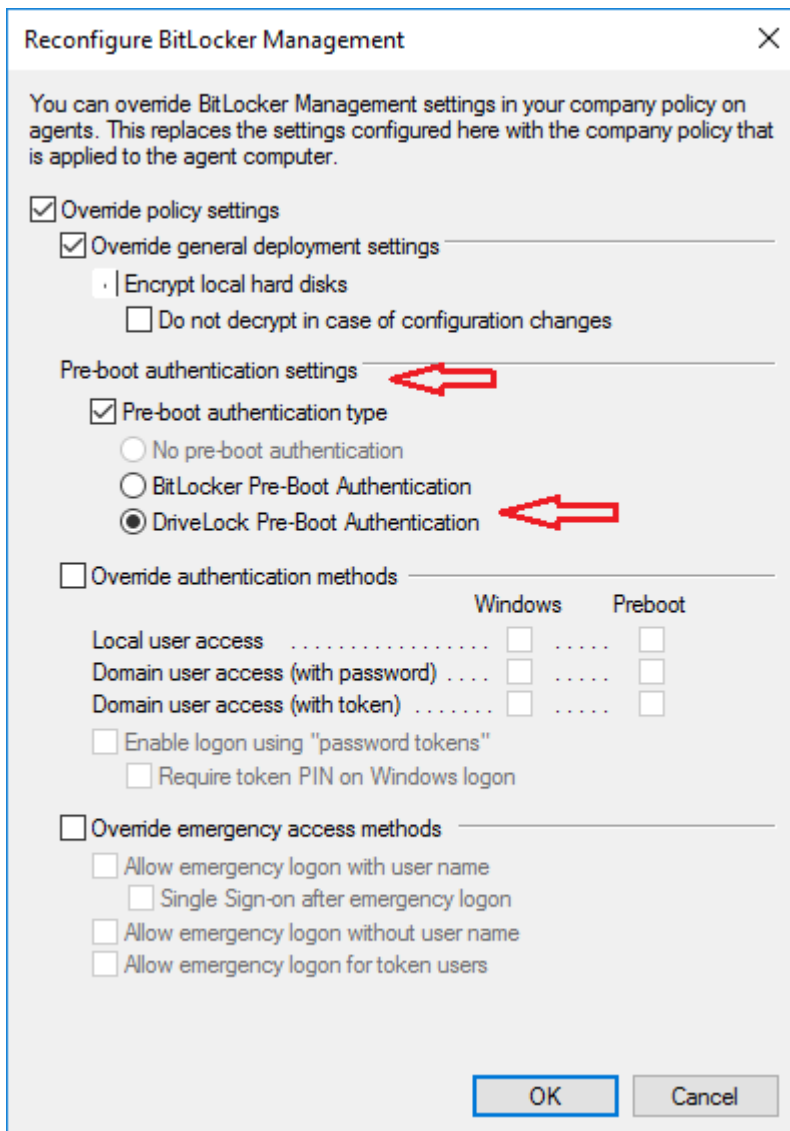 Reconfigure BitLocker Management
You can override BitLocker Management settings in your company policy on
agents. This replaces the settings configured here with the company policy that
is applied to the agent computer.
Override policy settings
Override general deployment settings
Encrypt local hard disks
Do not decrypt in case of configuration changes
Pre-boot authentication settings
Pre-boot authentication type
No pre-boot authentication
BitLocker Pre-Boot Authentication
DriveLock Pre-Boot Authentication
Override authentication methods
Windows Preboot
Local user access . . . . . . . . . . . . . . . . . . . . . .
Domain user access (with password) . . . . . . . . .
Domain user access (with token) . . . . . . . . . . . .
Enable logon using "password tokens"
Require token PIN on Windows logon
Override emergency access methods
Allow emergency logon with user name
Single Sign-on after emergency logon
Allow emergency logon without user name
Allow emergency logon for token users
OK Cancel